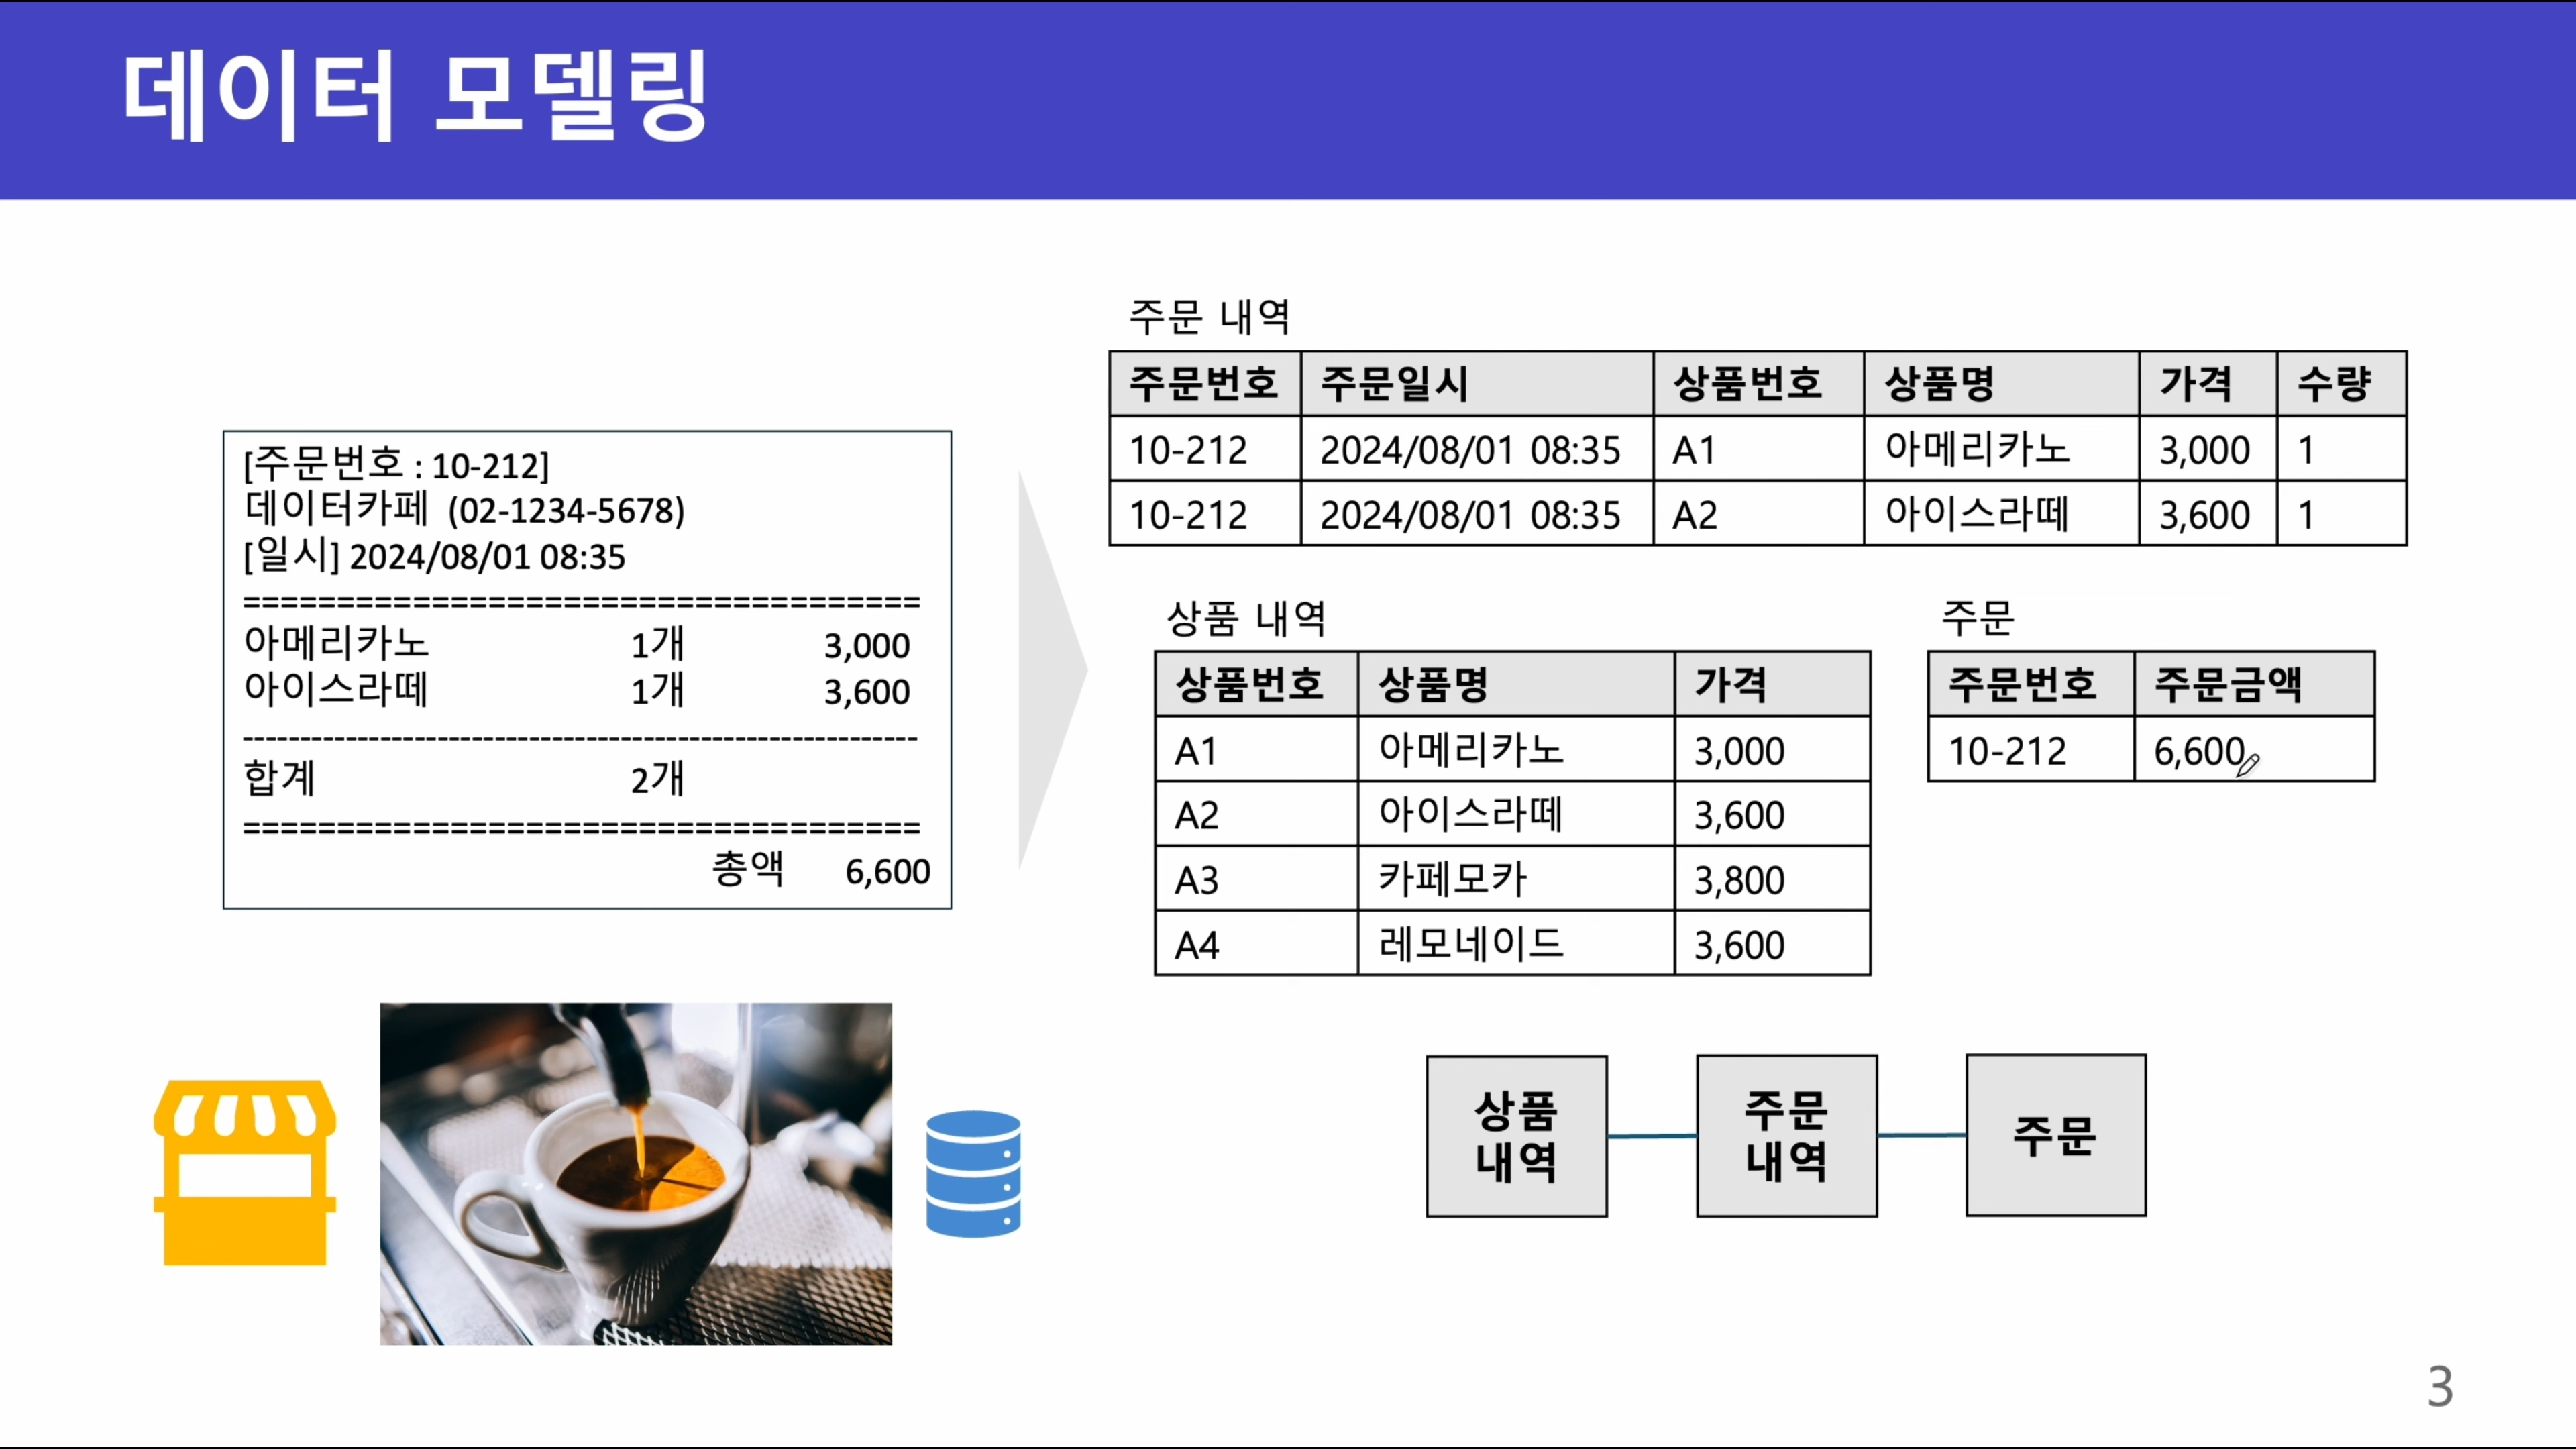 데이터 모델링
[주문번호 : 10-212]
데이터카페 (02-1234-5678)
[일시] 2024/08/01 08:35
====================================
아메리카노 1개 3,000
아이스라떼 1개 3,600
------------------------------------------------------------
합계 2개
====================================
총액 6,600
주문 내역
주문번호 주문일시 상품번호 상품명 가격 수량
10-212 2024/08/01 08:35 A1 아메리카노 3,000 1
10-212 2024/08/01 08:35 A2 아이스라떼 3,600 1
상품 내역
상품번호 상품명 가격
A1 아메리카노 3,000
A2 아이스라떼 3,600
A3 카페모카 3,800
A4 레모네이드 3,600
주문
주문번호 주문금액
10-212 6,600
상품
내역
주문
내역
주문
3